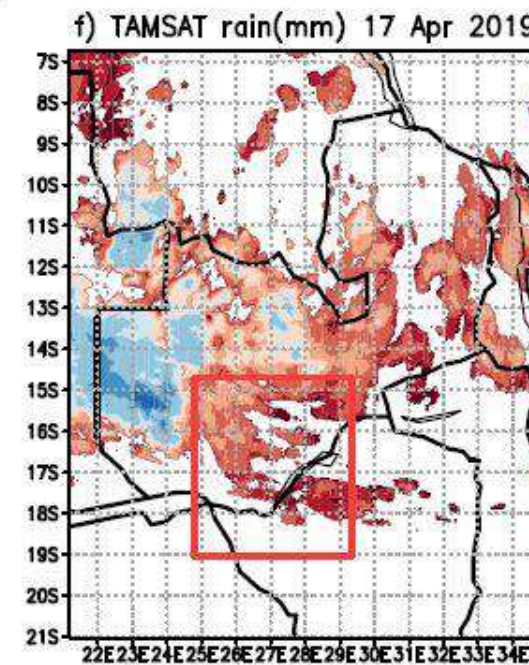 f) TAMSAT rain(mm) 17 Apr 2019
7S
8S
9S
10S
11S
12S
13S
14S
15S
16S
17S
18S
19S
20S
21S
22E23E24E25E26E27E28E29E30E31E32E33E34E